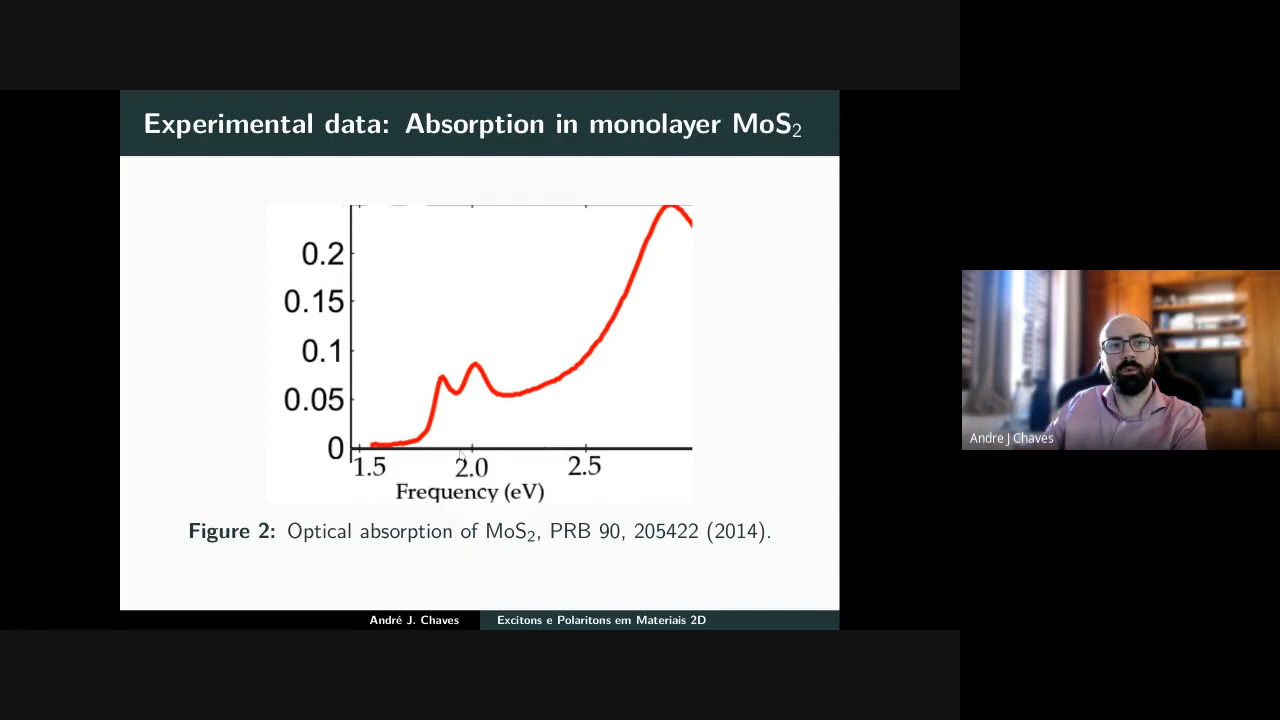 Experimental data: Absorption in monolayer MoS₂
0.2
0.15
0.1
0.05
0
1.5 2.0 2.5
Frequency (eV)
Figure 2: Optical absorption of MoS₂, PRB 90, 205422 (2014).
André J. Chaves Excitons e Polaritons em Materiais 2D
Andre J Chaves